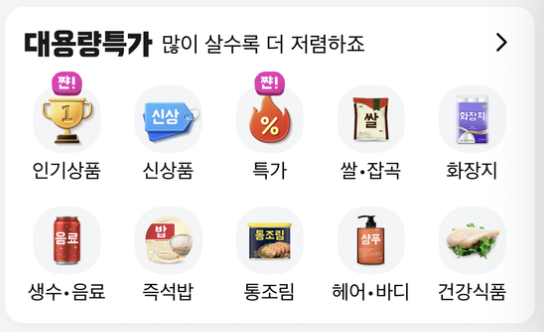 대용량특가 많이 살수록 더 저렴하죠
쨘! 쨘!
1 신상 % 쌀 화장지
인기상품 신상품 특가 쌀•잡곡 화장지
음료 밥 통조림 샴푸
생수•음료 즉석밥 통조림 헤어•바디 건강식품